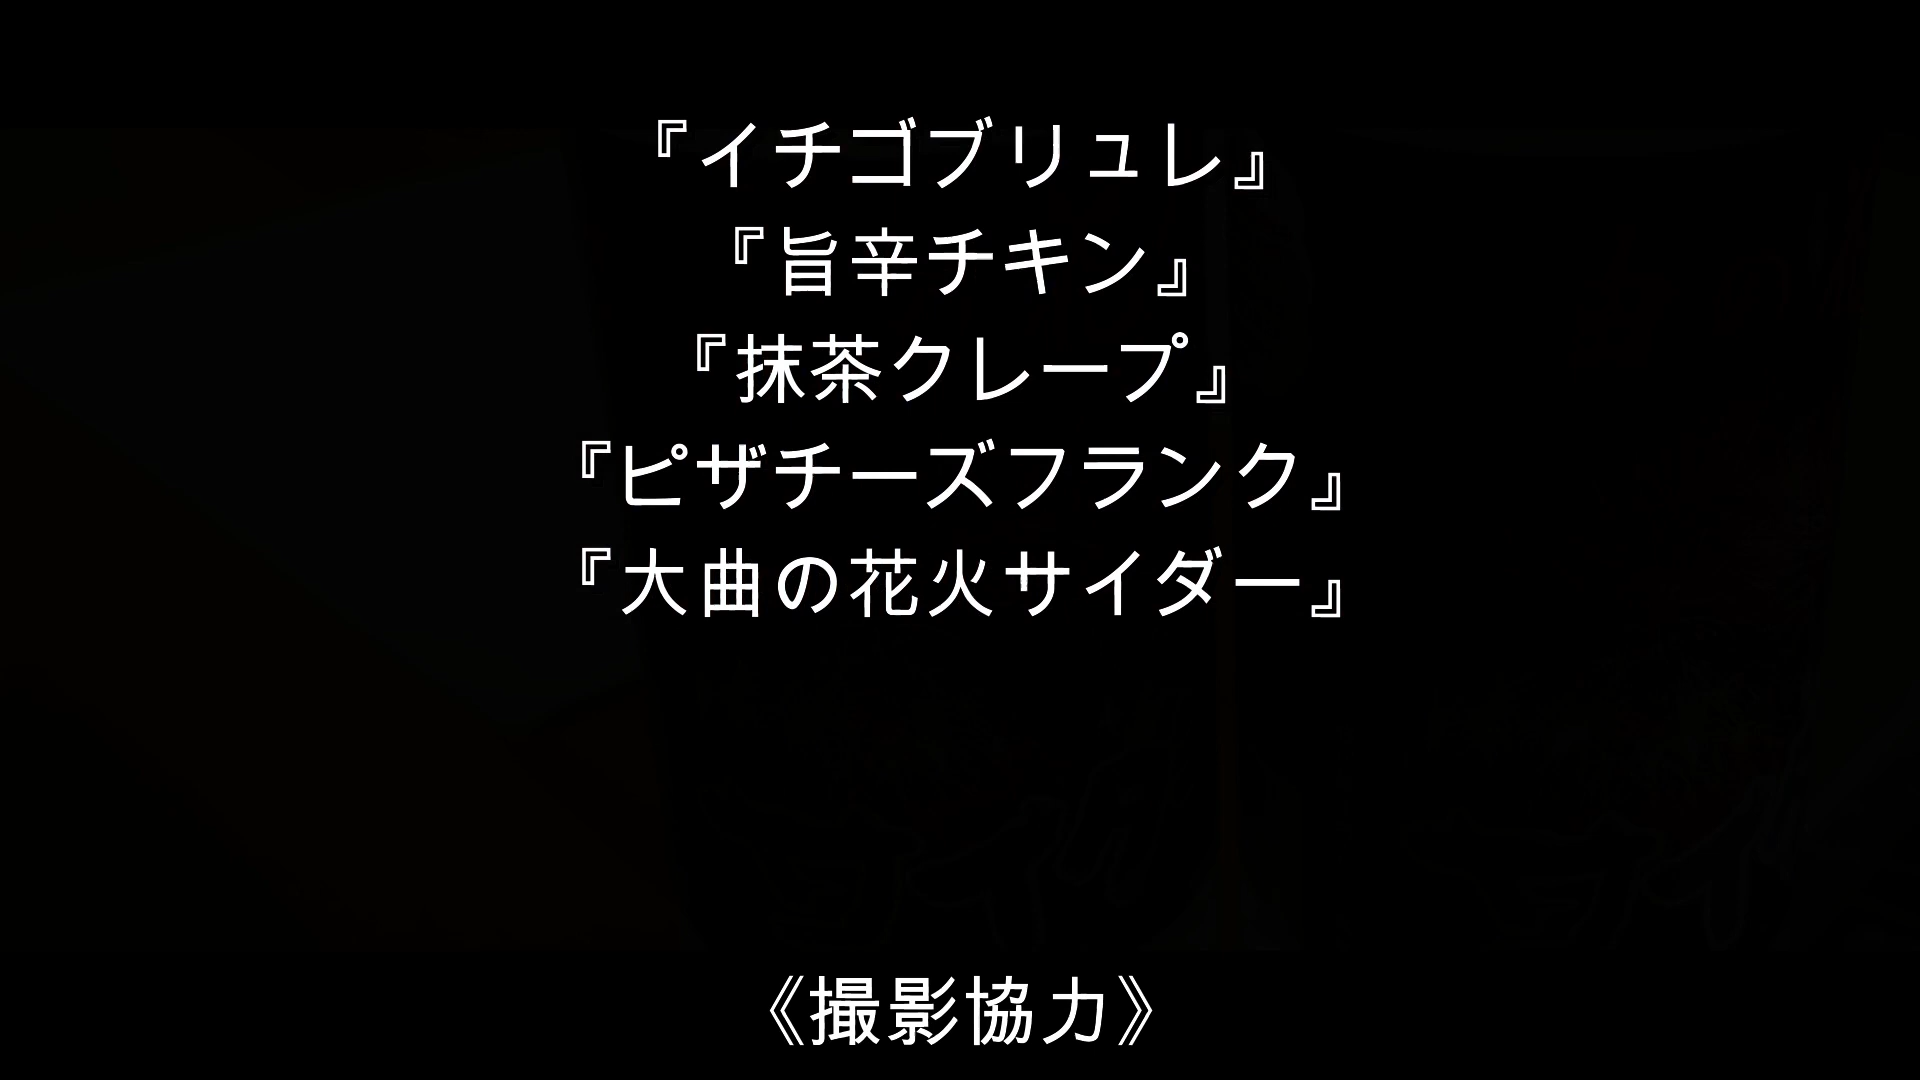 『イチゴブリュレ』
『旨辛チキン』
『抹茶クレープ』
『ピザチーズフランク』
『大曲の花火サイダー』
《撮影協力》